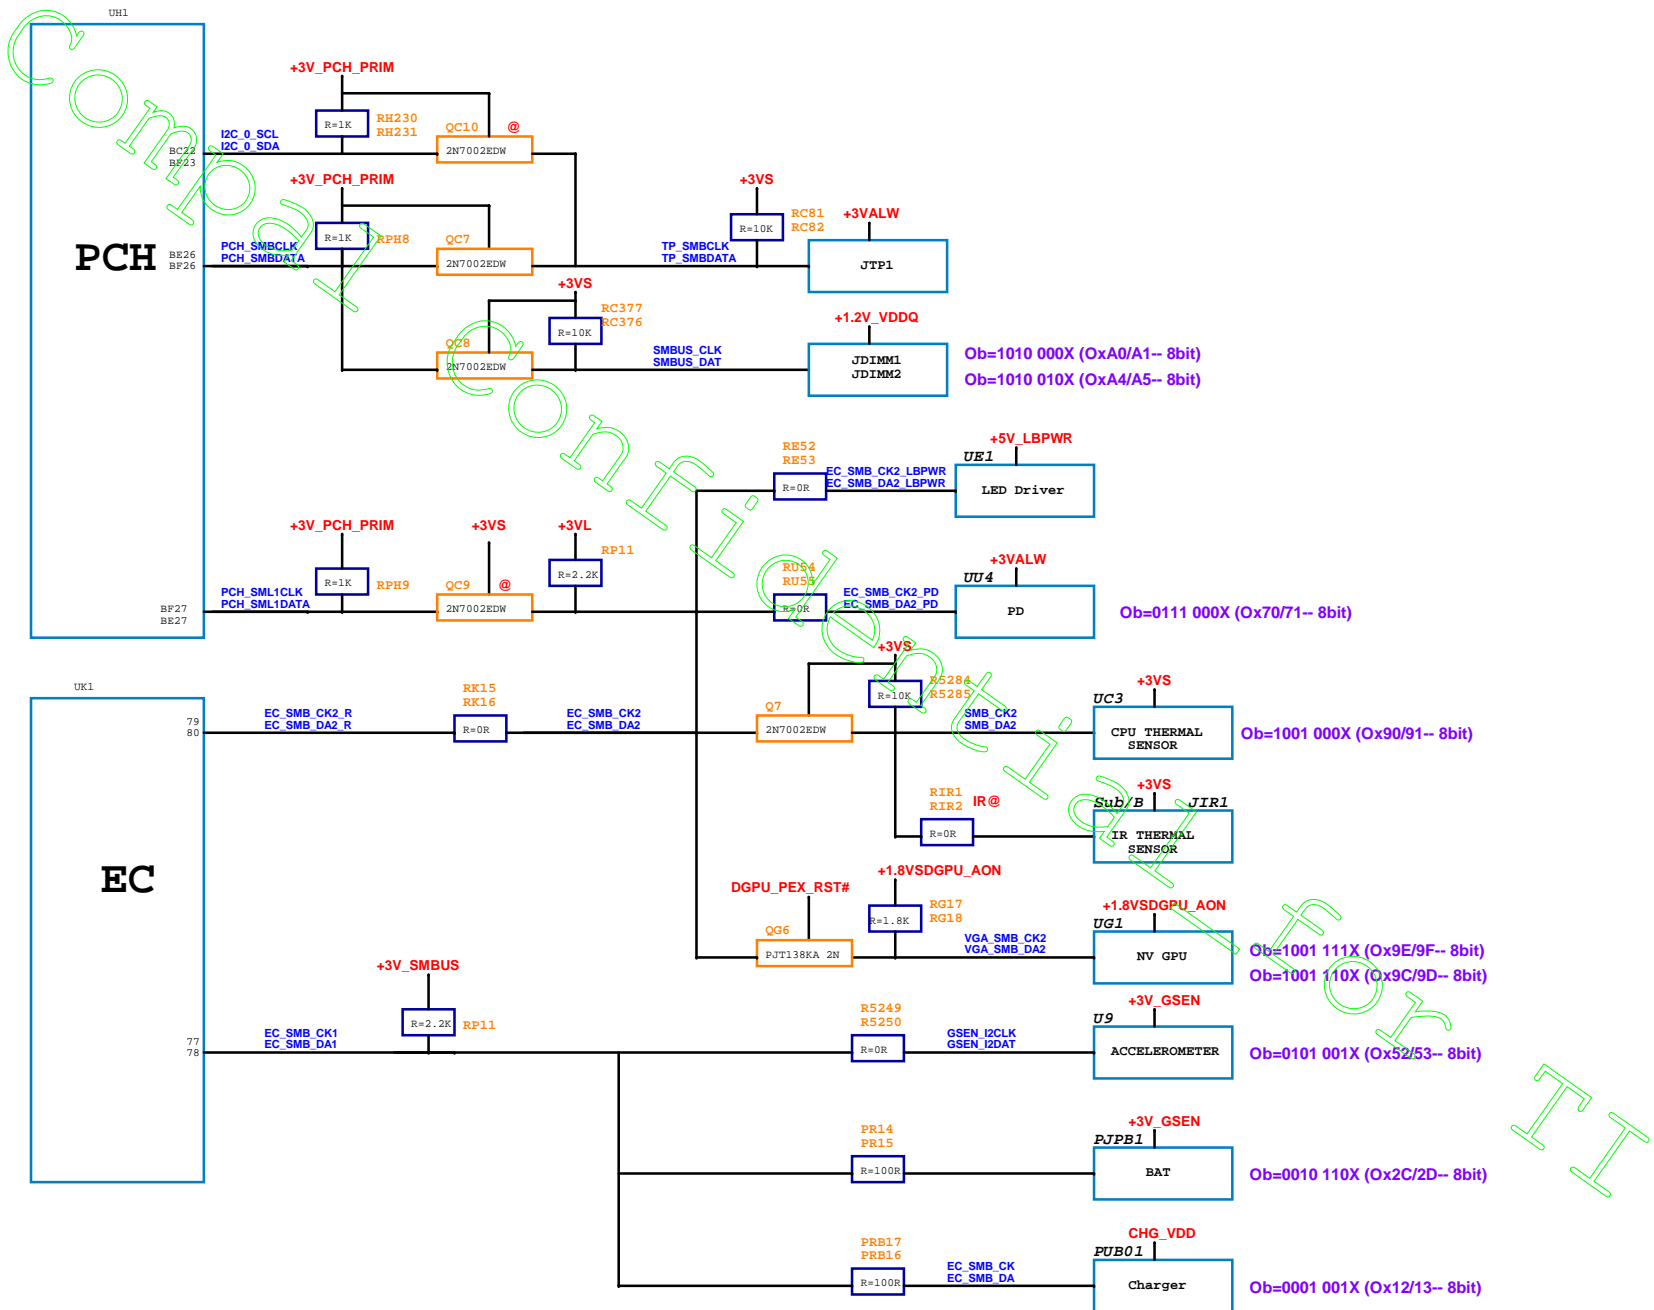 UH1
+3V_PCH_PRIM
R=1K
RH230
RH231
QC10
@
2N7002EDW
I2C_0_SCL
I2C_0_SDA
BC22
BF23
+3V_PCH_PRIM
R=1K
RPH8
QC7
2N7002EDW
PCH
BE26
BF26
PCH_SMBCLK
PCH_SMBDATA
TP_SMBCLK
TP_SMBDATA
+3VS
R=10K
RC81
RC82
+3VALW
JTP1
+3VS
R=10K
RC377
RC376
QC8
2N7002EDW
SMBUS_CLK
SMBUS_DAT
+1.2V_VDDQ
JDIMM1
JDIMM2
Ob=1010 000X (OxA0/A1-- 8bit)
Ob=1010 010X (OxA4/A5-- 8bit)
RE52
RE53
R=0R
EC_SMB_CK2_LBPWR
EC_SMB_DA2_LBPWR
+5V_LBPWR
UE1
LED Driver
+3V_PCH_PRIM
R=1K
RPH9
+3VS
QC9
@
2N7002EDW
+3VL
R=2.2K
RP11
PCH_SML1CLK
PCH_SML1DATA
BF27
BE27
RU54
RU55
R=0R
EC_SMB_CK2_PD
EC_SMB_DA2_PD
+3VALW
UU4
PD
Ob=0111 000X (Ox70/71-- 8bit)
UK1
79
80
EC_SMB_CK2_R
EC_SMB_DA2_R
RK15
RK16
R=0R
EC_SMB_CK2
EC_SMB_DA2
Q7
2N7002EDW
+3VS
R=10K
R5284
R5285
SMB_CK2
SMB_DA2
+3VS
UC3
CPU THERMAL
SENSOR
Ob=1001 000X (Ox90/91-- 8bit)
RIR1
RIR2
IR@
R=0R
+3VS
Sub/B
JIR1
IR THERMAL
SENSOR
EC
DGPU_PEX_RST#
QG6
PJT138KA 2N
+1.8VSDGPU_AON
R=1.8K
RG17
RG18
VGA_SMB_CK2
VGA_SMB_DA2
+1.8VSDGPU_AON
UG1
NV GPU
Ob=1001 111X (Ox9E/9F-- 8bit)
Ob=1001 110X (Ox9C/9D-- 8bit)
+3V_SMBUS
R=2.2K
RP11
77
78
EC_SMB_CK1
EC_SMB_DA1
R5249
R5250
R=0R
GSEN_I2CLK
GSEN_I2DAT
+3V_GSEN
U9
ACCELEROMETER
Ob=0101 001X (Ox52/53-- 8bit)
PR14
PR15
R=100R
+3V_GSEN
PJPB1
BAT
Ob=0010 110X (Ox2C/2D-- 8bit)
PRB17
PRB16
R=100R
EC_SMB_CK
EC_SMB_DA
CHG_VDD
PUB01
Charger
Ob=0001 001X (Ox12/13-- 8bit)
Compal Confidential for TI